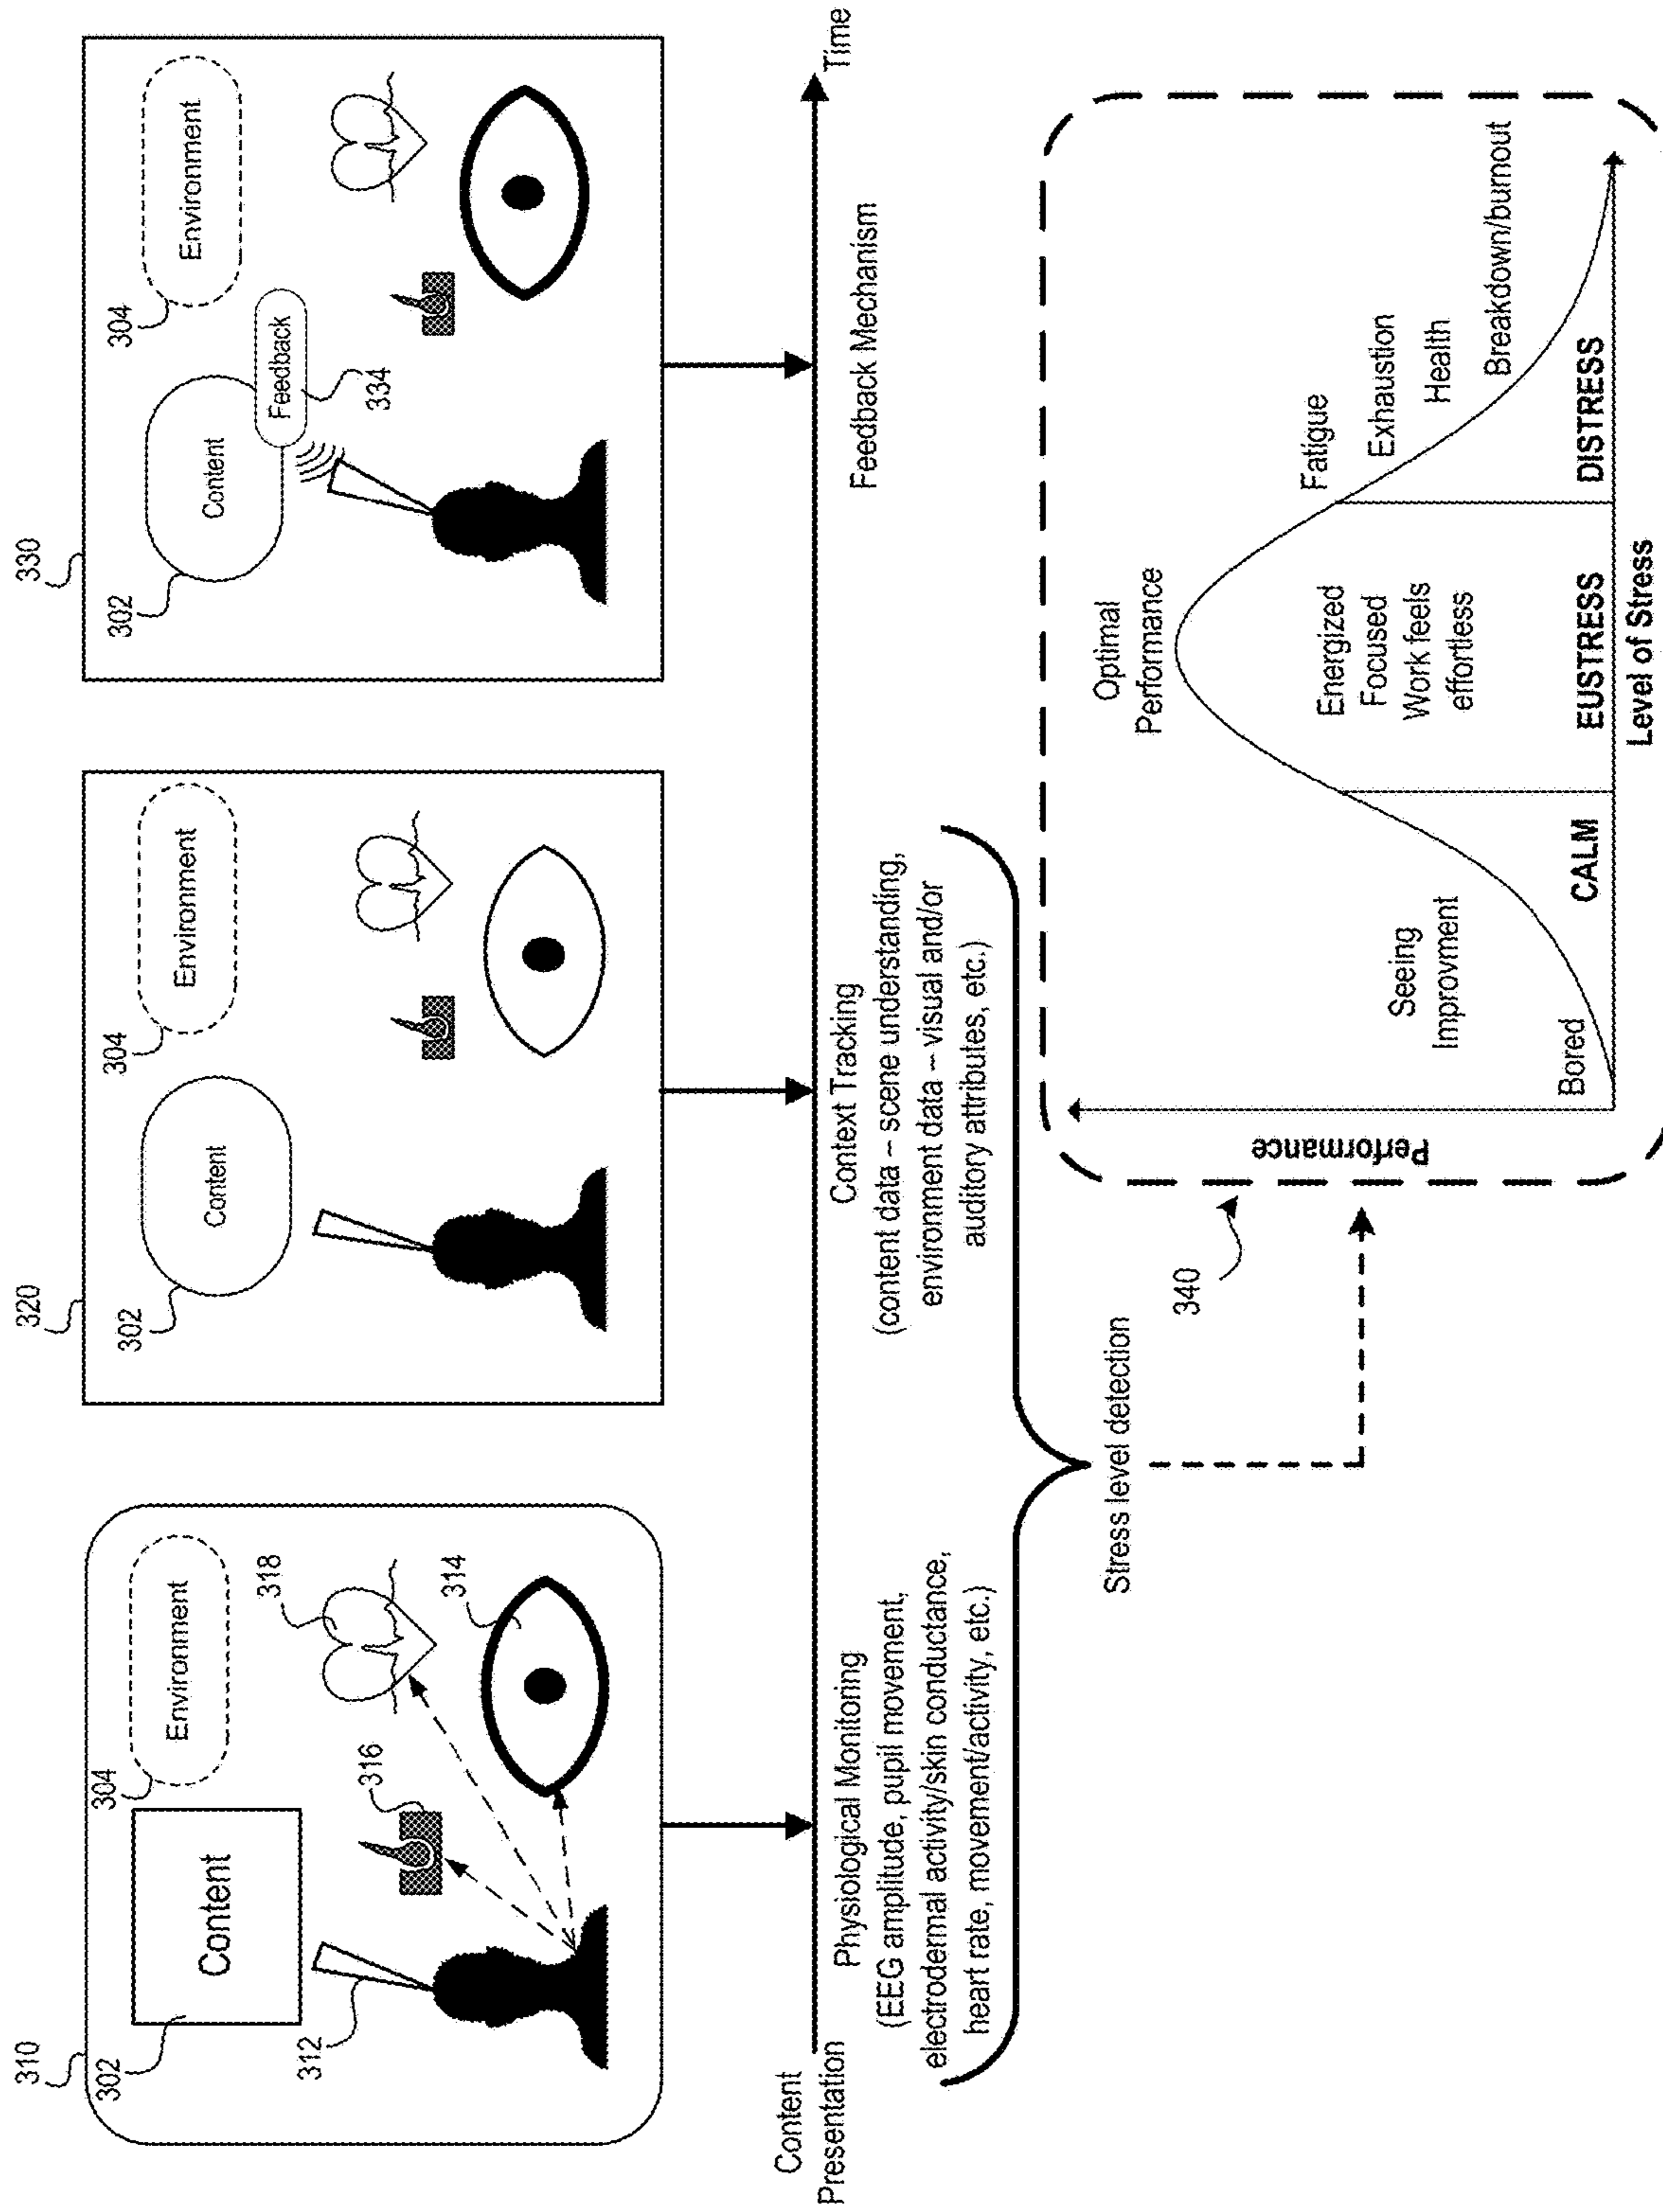 310
302
Content
304
Environment
312
316
318
314
320
302
Content
304
Environment
330
302
Content
Feedback
334
304
Environment
Content
Presentation
Time
Physiological Monitoring
(EEG amplitude, pupil movement,
electrodermal activity/skin conductance,
heart rate, movement/activity, etc.)
Context Tracking
(content data – scene understanding,
environment data – visual and/or
auditory attributes, etc.)
Feedback Mechanism
Stress level detection
340
Performance
Optimal
Performance
Bored
Seeing
Improvment
Energized
Focused
Work feels
effortless
Fatigue
Exhaustion
Health
Breakdown/burnout
CALM
EUSTRESS
DISTRESS
Level of Stress